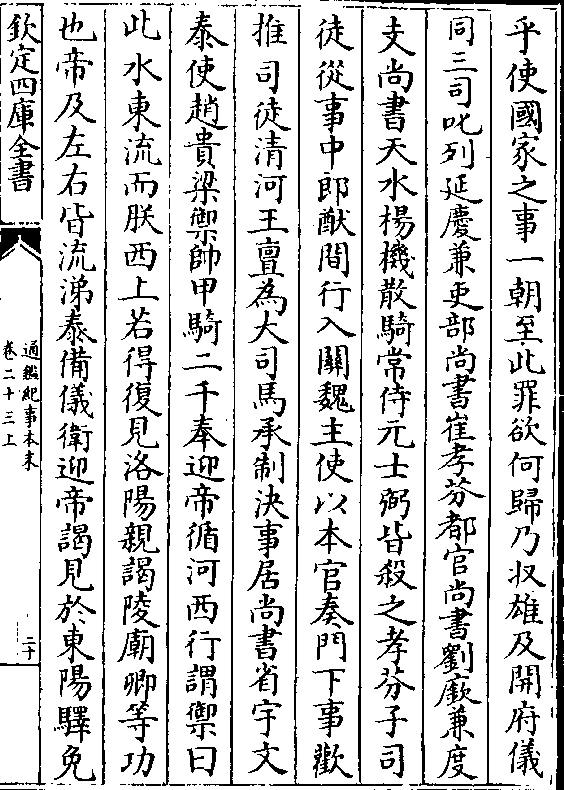 乎使國家之事一朝至此罪欲何歸乃収雄及開府儀
同三司叱列延慶兼吏部尚書崔孝芬都官尚書劉廞兼度
支尚書天水楊機散騎常侍元士弼皆殺之孝芬子司
徒從事中郎猷間行入關魏主使以本官奏門下事歡
推司徒清河王亶為大司馬承制決事居尚書省宇文
泰使趙貴梁禦帥甲騎二千奉迎帝循河西行謂禦曰
此水東流而朕西上若得復見洛陽親謁陵廟卿等功
也帝及左右皆流涕泰備儀衛迎帝謁見於東陽驛免
欽定四庫全書
通鑑紀事本末
卷二十三上
二十